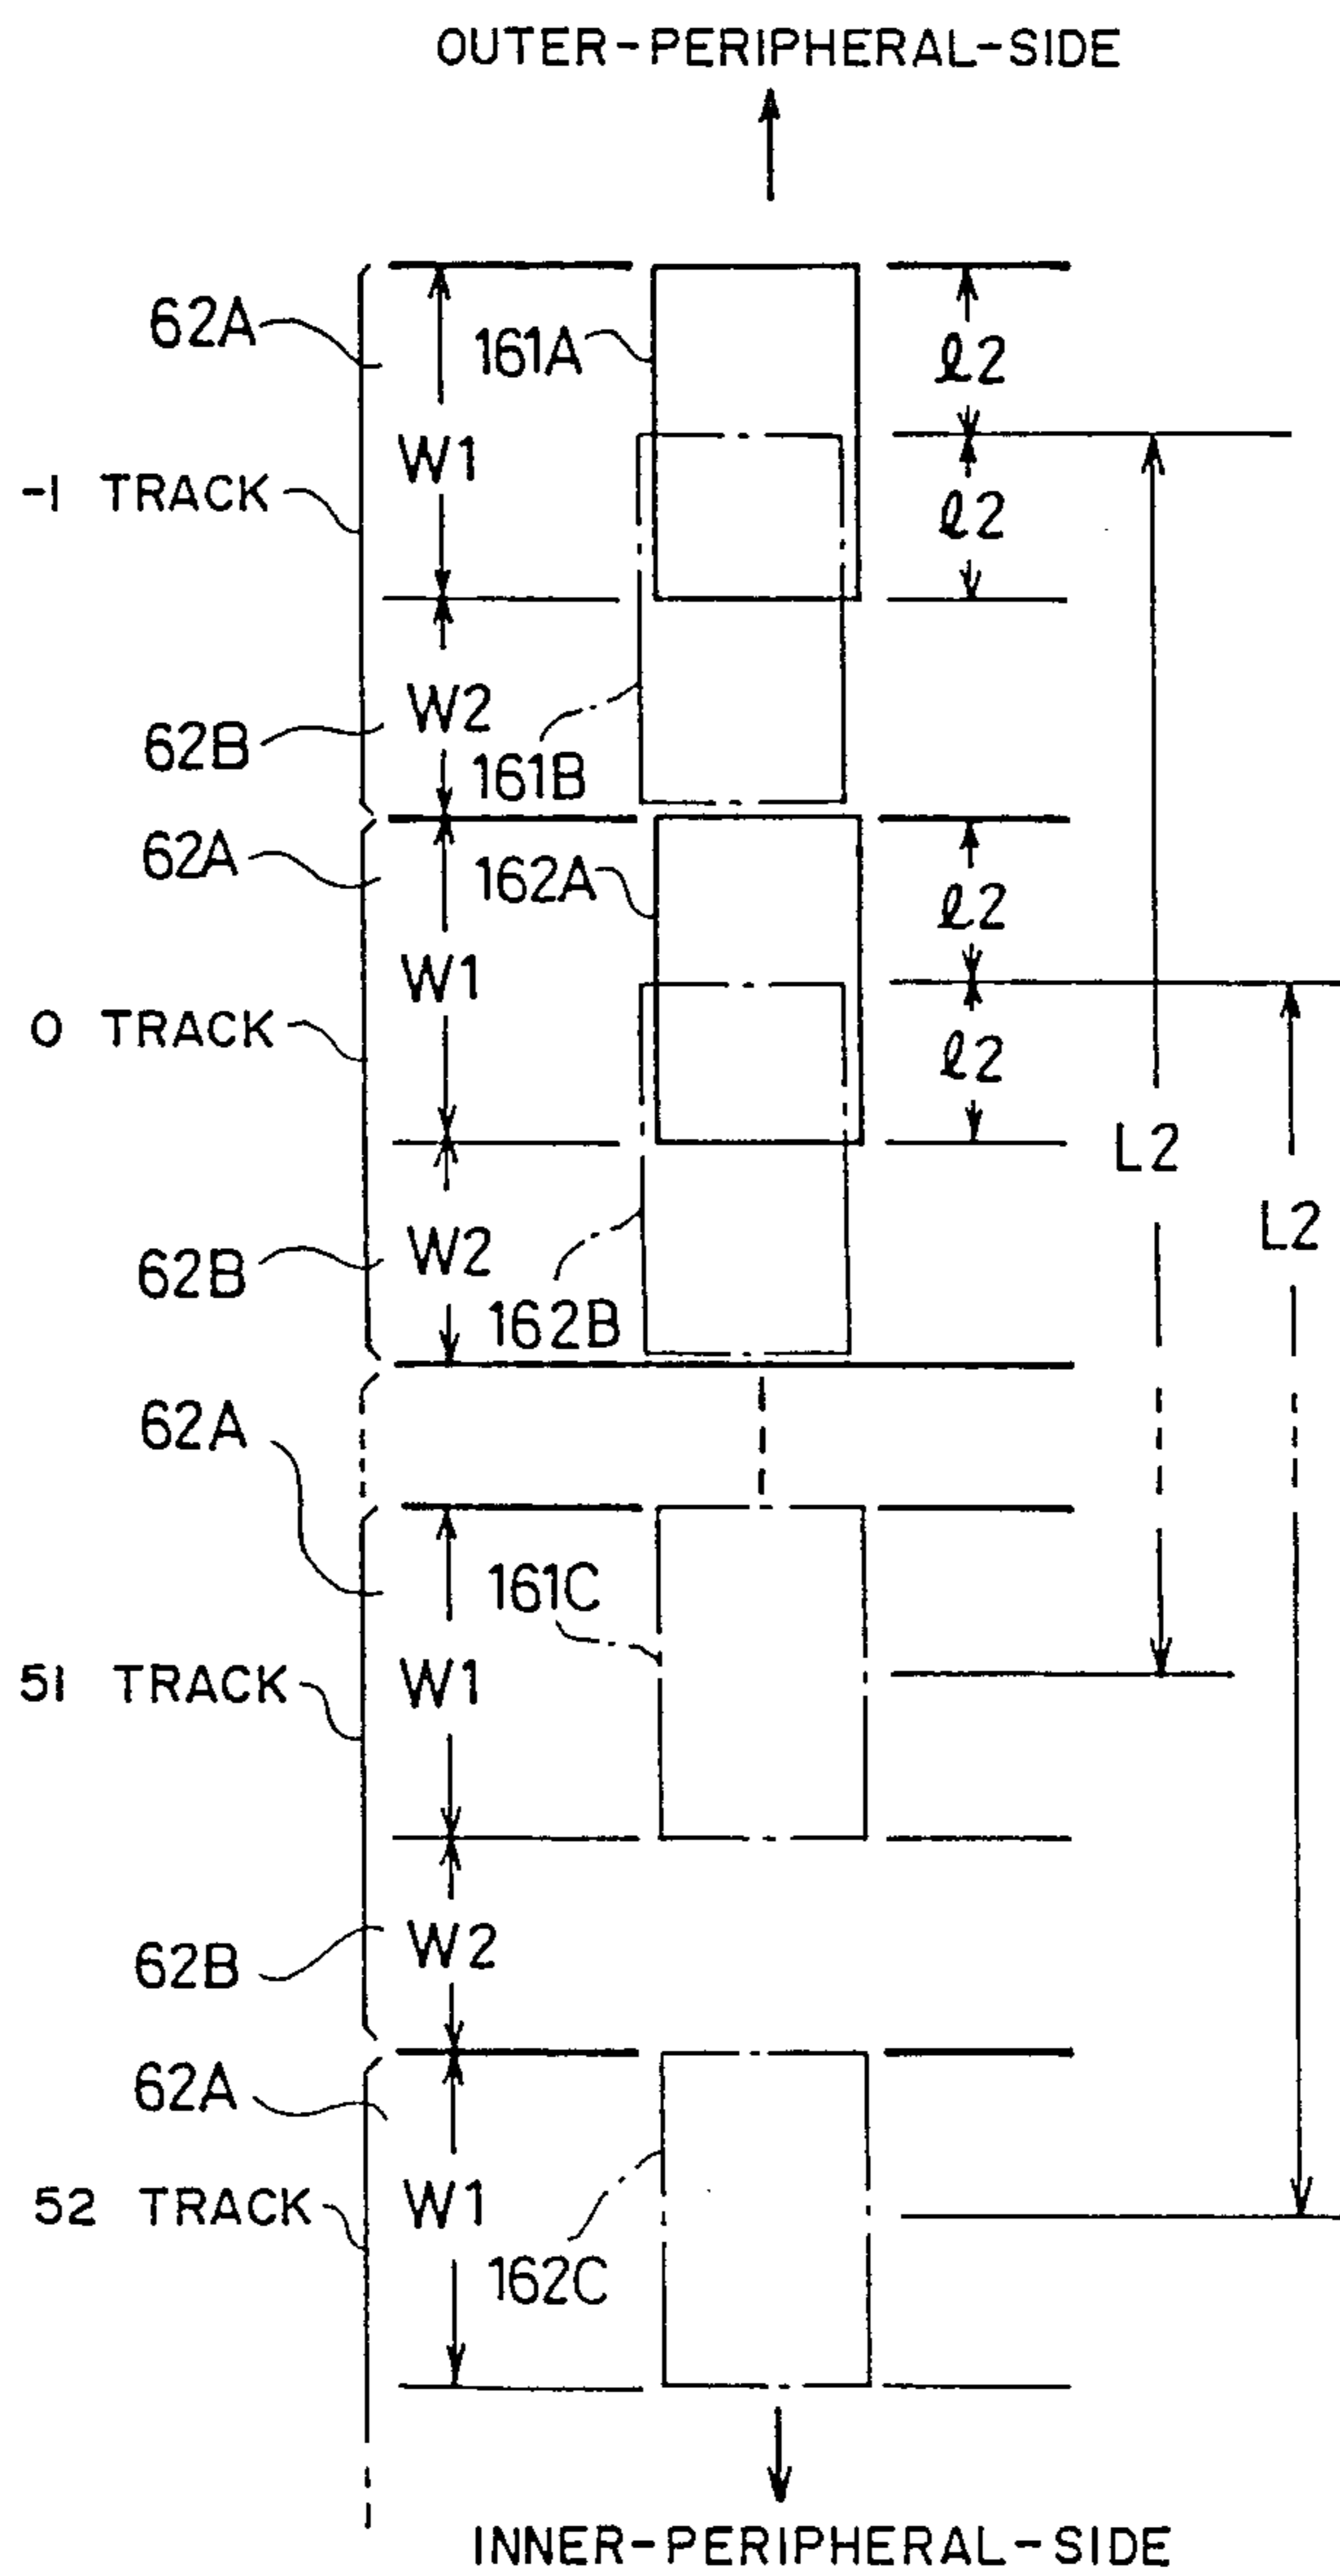 OUTER-PERIPHERAL-SIDE
62A
161A
ℓ2
W1
-1 TRACK
ℓ2
W2
62B
161B
62A
162A
ℓ2
W1
0 TRACK
ℓ2
L2
L2
W2
62B
162B
62A
161C
51 TRACK
W1
62B
W2
62A
52 TRACK
W1
162C
INNER-PERIPHERAL-SIDE